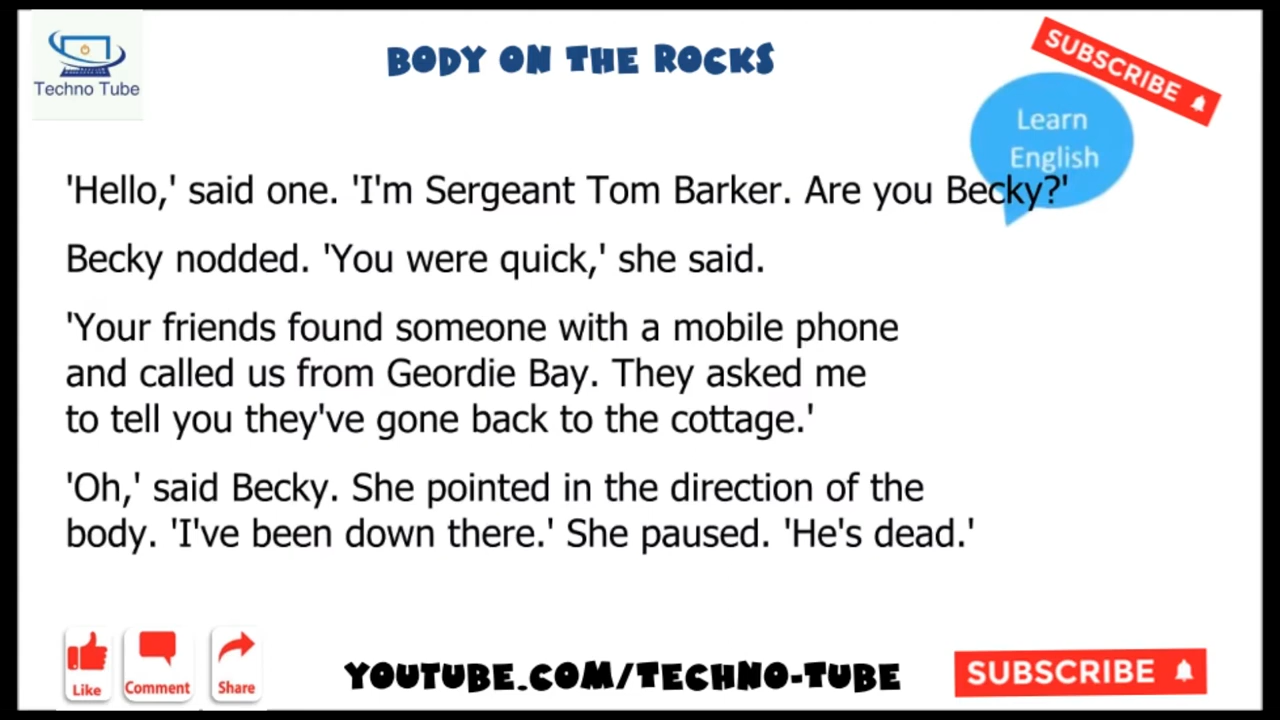 Techno Tube
BODY ON THE ROCKS
SUBSCRIBE
Learn
English
'Hello,' said one. 'I'm Sergeant Tom Barker. Are you Becky?'
Becky nodded. 'You were quick,' she said.
'Your friends found someone with a mobile phone
and called us from Geordie Bay. They asked me
to tell you they've gone back to the cottage.'
'Oh,' said Becky. She pointed in the direction of the
body. 'I've been down there.' She paused. 'He's dead.'
Like
Comment
Share
YOUTUBE.COM/TECHNO-TUBE
SUBSCRIBE